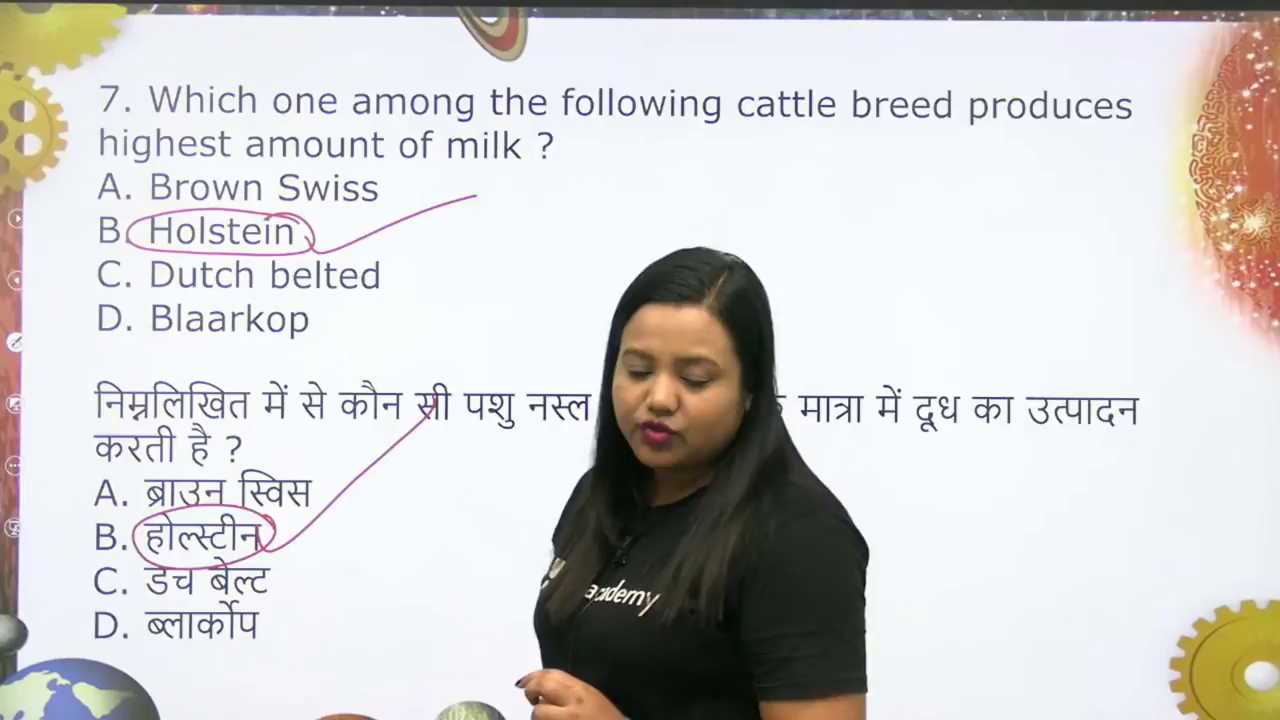 7. Which one among the following cattle breed produces
highest amount of milk ?
A. Brown Swiss
B. Holstein
C. Dutch belted
D. Blaarkop
निम्नलिखित में से कौन सी पशु नस्ल मात्रा में दूध का उत्पादन
करती है ?
A. ब्राउन स्विस
B. होल्स्टीन
C. डच बेल्ट
D. ब्लार्कोप
academy